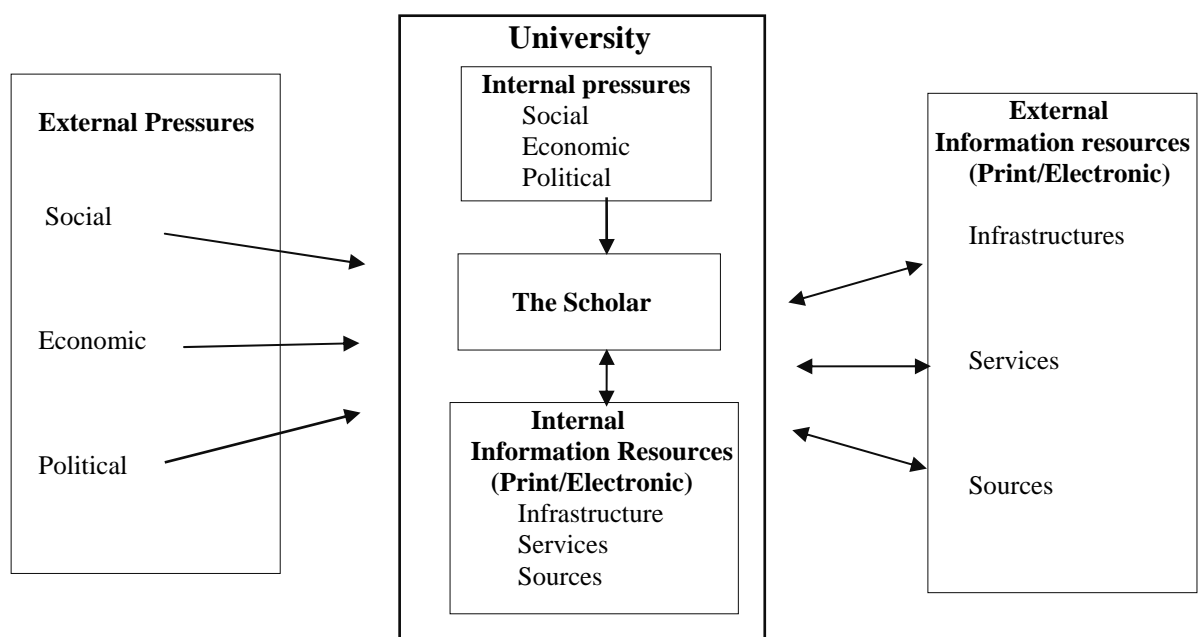 University
External Pressures
Social
Economic
Political
Internal pressures
Social
Economic
Political
The Scholar
Internal
Information Resources
(Print/Electronic)
Infrastructure
Services
Sources
External
Information resources
(Print/Electronic)
Infrastructures
Services
Sources